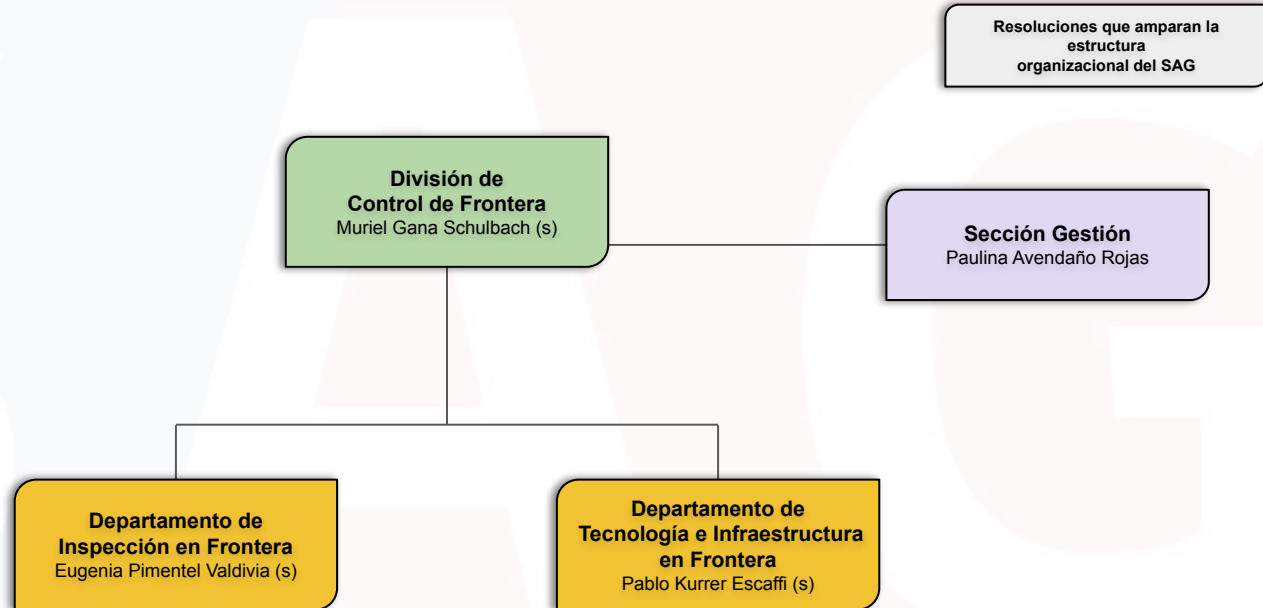 Resoluciones que amparan la
estructura
organizacional del SAG
División de
Control de Frontera
Muriel Gana Schulbach (s)
Sección Gestión
Paulina Avendaño Rojas
Departamento de
Inspección en Frontera
Eugenia Pimentel Valdivia (s)
Departamento de
Tecnología e Infraestructura
en Frontera
Pablo Kurrer Escaffi (s)